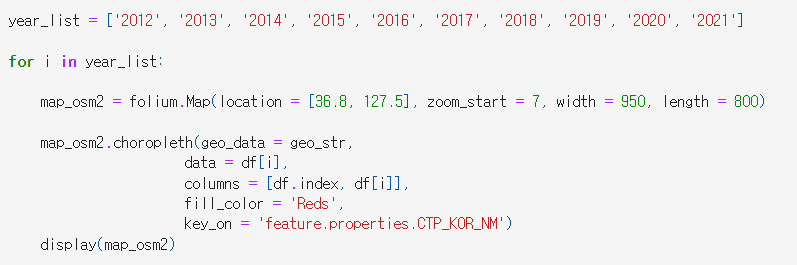 year_list = ['2012', '2013', '2014', '2015', '2016', '2017', '2018', '2019', '2020', '2021']
for i in year_list:
map_osm2 = folium.Map(location = [36.8, 127.5], zoom_start = 7, width = 950, length = 800)
map_osm2.choropleth(geo_data = geo_str,
data = df[i],
columns = [df.index, df[i]],
fill_color = 'Reds',
key_on = 'feature.properties.CTP_KOR_NM')
display(map_osm2)